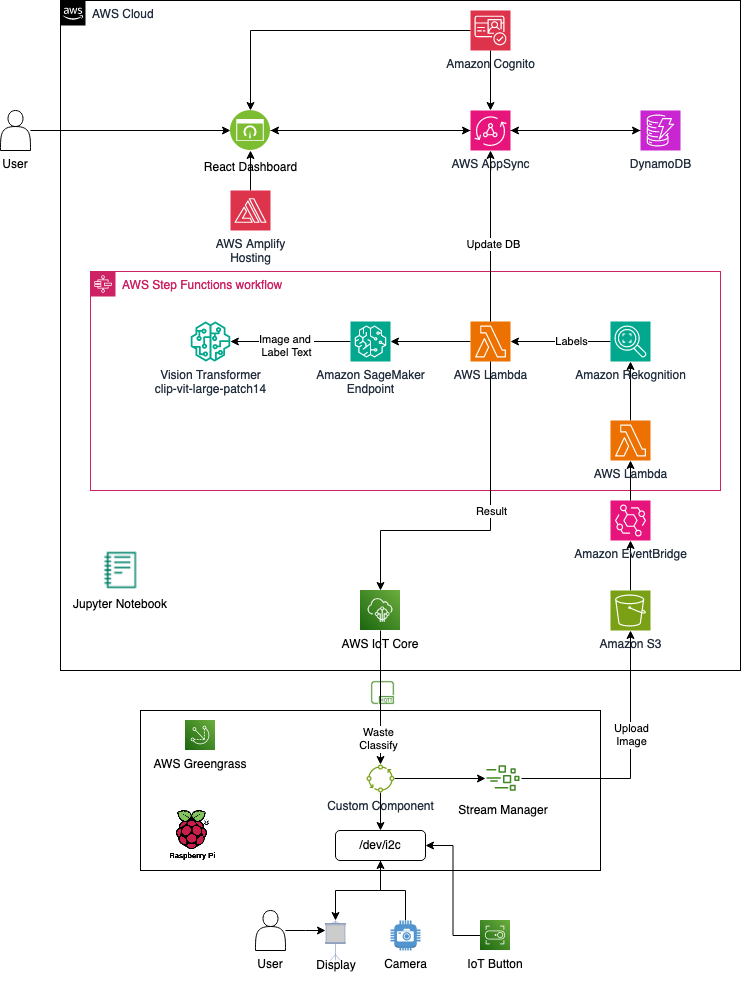 aws
AWS Cloud
Amazon Cognito
User
React Dashboard
AWS AppSync
DynamoDB
AWS Amplify
Hosting
Update DB
AWS Step Functions workflow
Image and
Label Text
Labels
Vision Transformer
clip-vit-large-patch14
Amazon SageMaker
Endpoint
AWS Lambda
Amazon Rekognition
AWS Lambda
Result
Amazon EventBridge
Jupyter Notebook
AWS IoT Core
Amazon S3
MQTT
Waste
Classify
Upload
Image
AWS Greengrass
Custom Component
Stream Manager
Raspberry Pi
/dev/i2c
User
Display
Camera
IoT Button